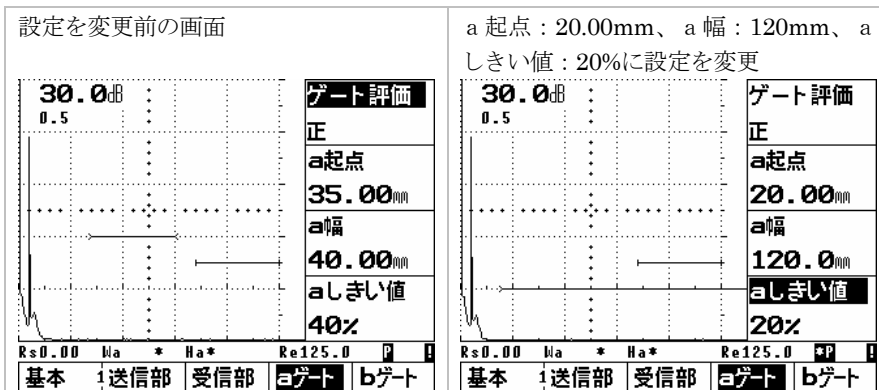 設定を変更前の画面
30.0dB
0.5
ゲート評価
正
a起点
35.00mm
a幅
40.00mm
aしきい値
40%
Rs0.00 Wa * Ha* Re125.0 P !
基本 1 送信部 受信部 aゲート bゲート
a 起点：20.00mm、a 幅：120mm、a
しきい値：20%に設定を変更
30.0dB
0.5
ゲート評価
正
a起点
20.00mm
a幅
120.0mm
aしきい値
20%
Rs0.00 Wa * Ha* Re125.0 *P !
基本 1 送信部 受信部 aゲート bゲート